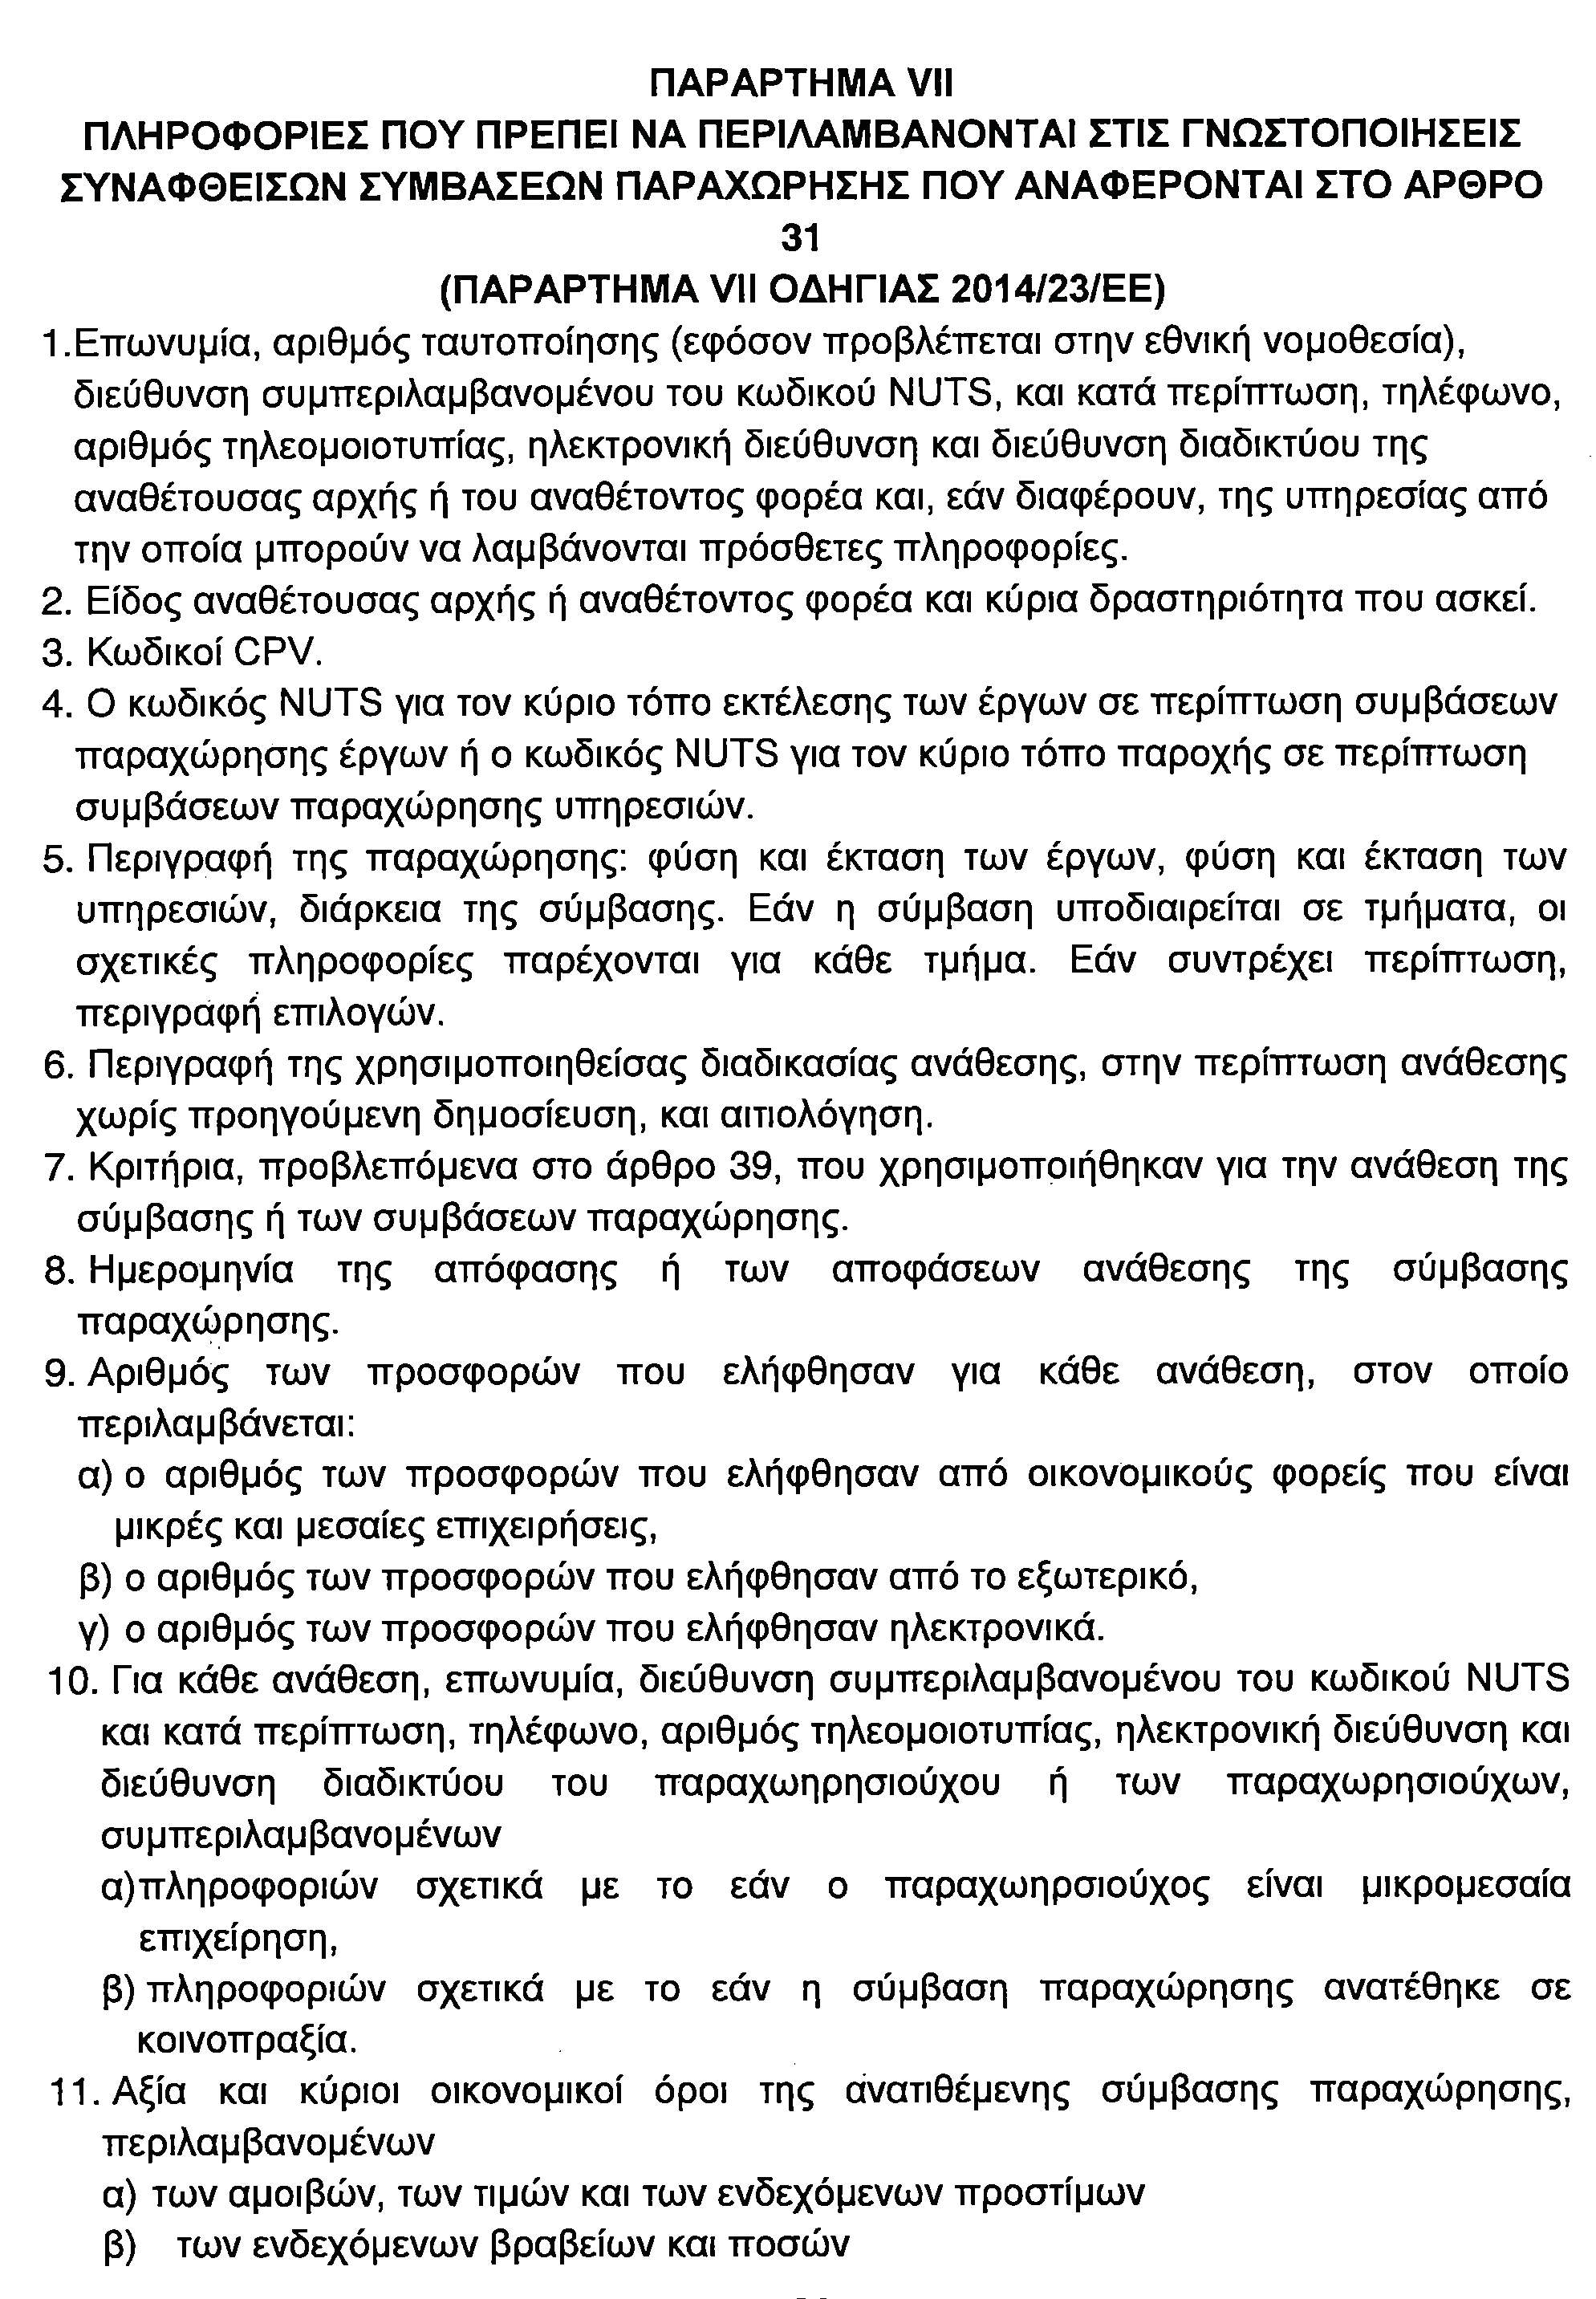 ΠΑΡΑΡΤΗΜΑ VII
ΠΛΗΡΟΦΟΡΙΕΣ ΠΟΥ ΠΡΕΠΕΙ ΝΑ ΠΕΡΙΛΑΜΒΑΝΟΝΤΑΙ ΣΤΙΣ ΓΝΩΣΤΟΠΟΙΗΣΕΙΣ
ΣΥΝΑΦΘΕΙΣΩΝ ΣΥΜΒΑΣΕΩΝ ΠΑΡΑΧΩΡΗΣΗΣ ΠΟΥ ΑΝΑΦΕΡΟΝΤΑΙ ΣΤΟ ΑΡΘΡΟ
31
(ΠΑΡΑΡΤΗΜΑ VII ΟΔΗΓΙΑΣ 2014/23/ΕΕ)
1.Επωνυμία, αριθμός ταυτοποίησης (εφόσον προβλέπεται στην εθνική νομοθεσία),
διεύθυνση συμπεριλαμβανομένου του κωδικού NUTS, και κατά περίπτωση, τηλέφωνο,
αριθμός τηλεομοιοτυπίας, ηλεκτρονική διεύθυνση και διεύθυνση διαδικτύου της
αναθέτουσας αρχής ή του αναθέτοντος φορέα και, εάν διαφέρουν, της υπηρεσίας από
την οποία μπορούν να λαμβάνονται πρόσθετες πληροφορίες.
2. Είδος αναθέτουσας αρχής ή αναθέτοντος φορέα και κύρια δραστηριότητα που ασκεί.
3. Κωδικοί CPV.
4. Ο κωδικός NUTS για τον κύριο τόπο εκτέλεσης των έργων σε περίπτωση συμβάσεων
παραχώρησης έργων ή ο κωδικός NUTS για τον κύριο τόπο παροχής σε περίπτωση
συμβάσεων παραχώρησης υπηρεσιών.
5. Περιγραφή της παραχώρησης: φύση και έκταση των έργων, φύση και έκταση των
υπηρεσιών, διάρκεια της σύμβασης. Εάν η σύμβαση υποδιαιρείται σε τμήματα, οι
σχετικές πληροφορίες παρέχονται για κάθε τμήμα. Εάν συντρέχει περίπτωση,
περιγραφή επιλογών.
6. Περιγραφή της χρησιμοποιηθείσας διαδικασίας ανάθεσης, στην περίπτωση ανάθεσης
χωρίς προηγούμενη δημοσίευση, και αιτιολόγηση.
7. Κριτήρια, προβλεπόμενα στο άρθρο 39, που χρησιμοποιήθηκαν για την ανάθεση της
σύμβασης ή των συμβάσεων παραχώρησης.
8. Ημερομηνία της απόφασης ή των αποφάσεων ανάθεσης της σύμβασης
παραχώρησης.
9. Αριθμός των προσφορών που ελήφθησαν για κάθε ανάθεση, στον οποίο
περιλαμβάνεται:
α) ο αριθμός των προσφορών που ελήφθησαν από οικονομικούς φορείς που είναι
μικρές και μεσαίες επιχειρήσεις,
β) ο αριθμός των προσφορών που ελήφθησαν από το εξωτερικό,
γ) ο αριθμός των προσφορών που ελήφθησαν ηλεκτρονικά.
10. Για κάθε ανάθεση, επωνυμία, διεύθυνση συμπεριλαμβανομένου του κωδικού NUTS
και κατά περίπτωση, τηλέφωνο, αριθμός τηλεομοιοτυπίας, ηλεκτρονική διεύθυνση και
διεύθυνση διαδικτύου του παραχωηρησιούχου ή των παραχωρησιούχων,
συμπεριλαμβανομένων
α)πληροφοριών σχετικά με το εάν ο παραχωηρσιούχος είναι μικρομεσαία
επιχείρηση,
β) πληροφοριών σχετικά με το εάν η σύμβαση παραχώρησης ανατέθηκε σε
κοινοπραξία.
11. Αξία και κύριοι οικονομικοί όροι της ανατιθέμενης σύμβασης παραχώρησης,
περιλαμβανομένων
α) των αμοιβών, των τιμών και των ενδεχόμενων προστίμων
β) των ενδεχόμενων βραβείων και ποσών